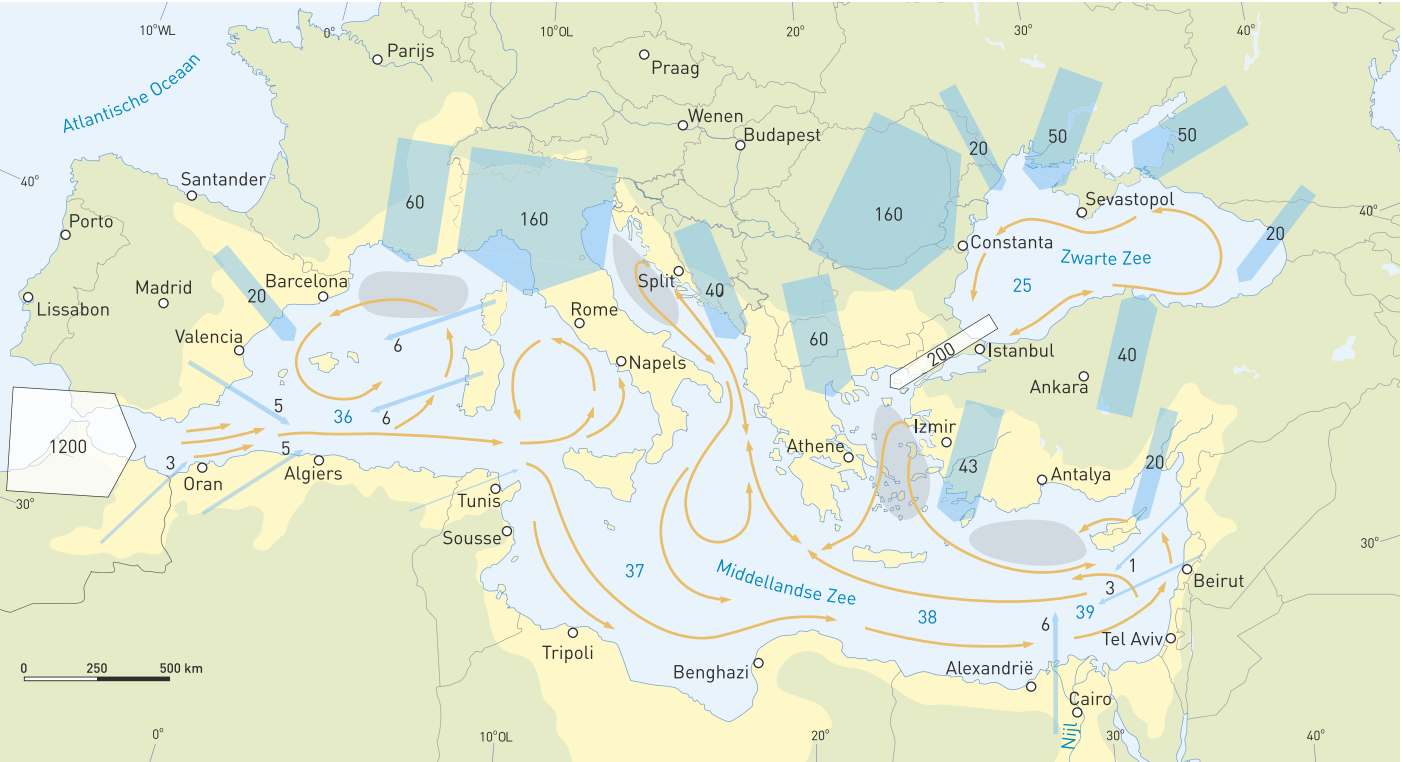 10°WL
0°
10°OL
20°
30°
40°
Atlantische Oceaan
Parijs
Praag
Wenen
Budapest
20
50
50
40°
Santander
60
160
160
Sevastopol
40°
Porto
Constanta
20
Zwarte Zee
25
Madrid
Barcelona
Split
40
Lissabon
20
Rome
Valencia
6
60
200
Istanbul
Napels
40
Ankara
5
36
6
1200
3
5
Athene
Izmir
Oran
Algiers
43
20
Antalya
30°
Tunis
Sousse
30°
37
Middellandse Zee
1
Beirut
3
38
39
6
Tel Aviv
Tripoli
0 250 500 km
Benghazi
Alexandrië
Cairo
Nijl
0°
10°OL
20°
30°
40°